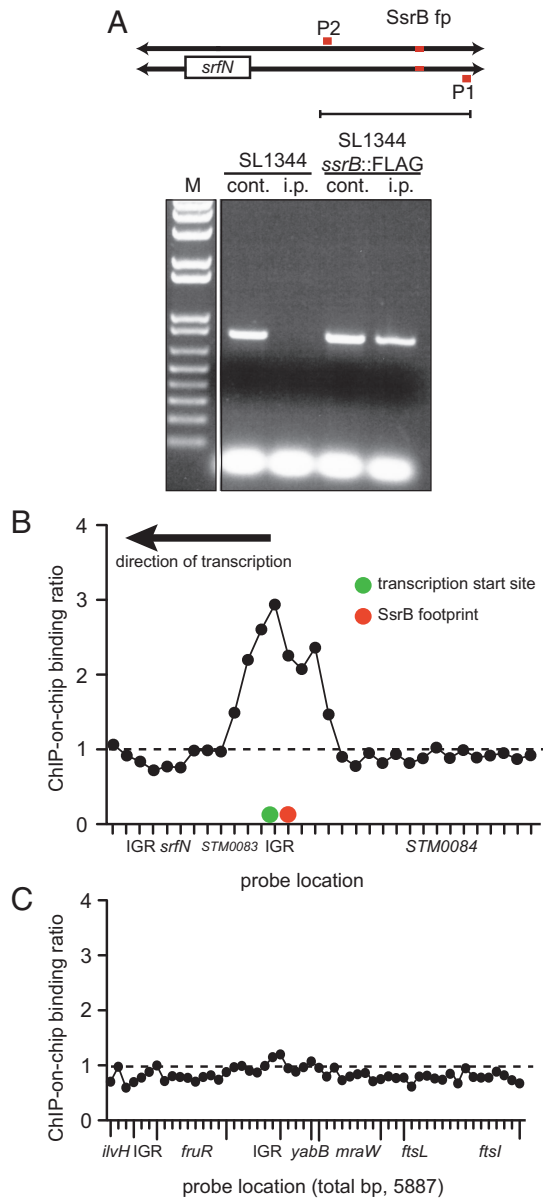 A
P2
SsrB fp
srfN
P1
SL1344
SL1344
ssrB::FLAG
M
cont.
i.p.
cont.
i.p.
B
4
3
2
1
0
ChIP-on-chip binding ratio
direction of transcription
transcription start site
SsrB footprint
IGR
srfN
STM0083
IGR
STM0084
probe location
C
4
3
2
1
0
ChIP-on-chip binding ratio
ilvH
IGR
fruR
IGR
yabB
mraW
ftsL
ftsI
probe location (total bp, 5887)